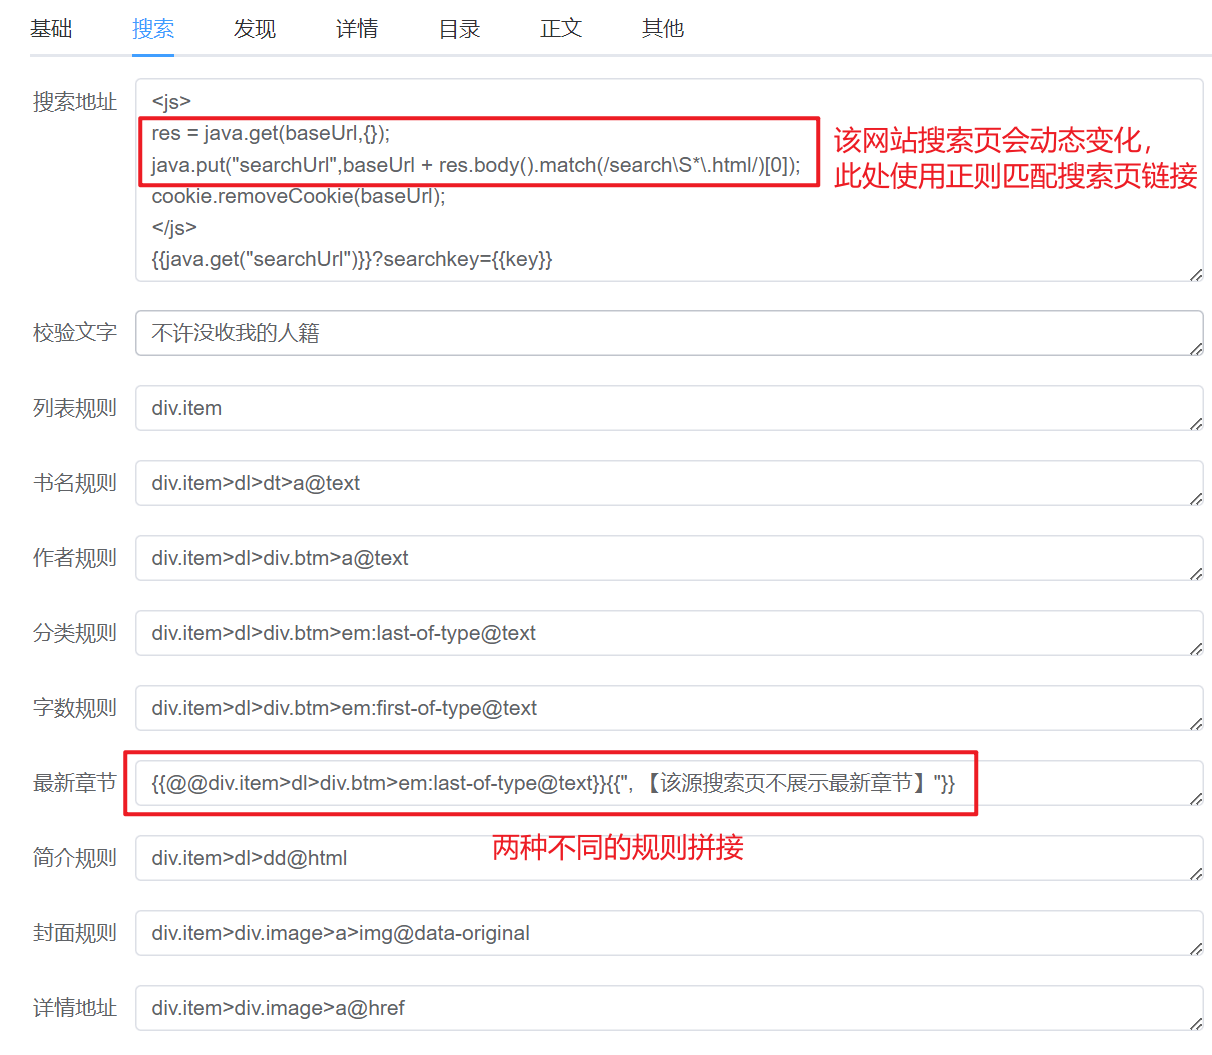 基础 搜索 发现 详情 目录 正文 其他
搜索地址
<js>
res = java.get(baseUrl,{});
java.put("searchUrl",baseUrl + res.body().match(/search\S*\.html/)[0]);
cookie.removeCookie(baseUrl);
</js>
{{java.get("searchUrl")}}?searchkey={{key}}
该网站搜索页会动态变化，
此处使用正则匹配搜索页链接
校验文字 不许没收我的人籍
列表规则 div.item
书名规则 div.item>dl>dt>a@text
作者规则 div.item>dl>div.btm>a@text
分类规则 div.item>dl>div.btm>em:last-of-type@text
字数规则 div.item>dl>div.btm>em:first-of-type@text
最新章节 {{@@div.item>dl>div.btm>em:last-of-type@text}}{{", 【该源搜索页不展示最新章节】"}}
两种不同的规则拼接
简介规则 div.item>dl>dd@html
封面规则 div.item>div.image>a>img@data-original
详情地址 div.item>div.image>a@href